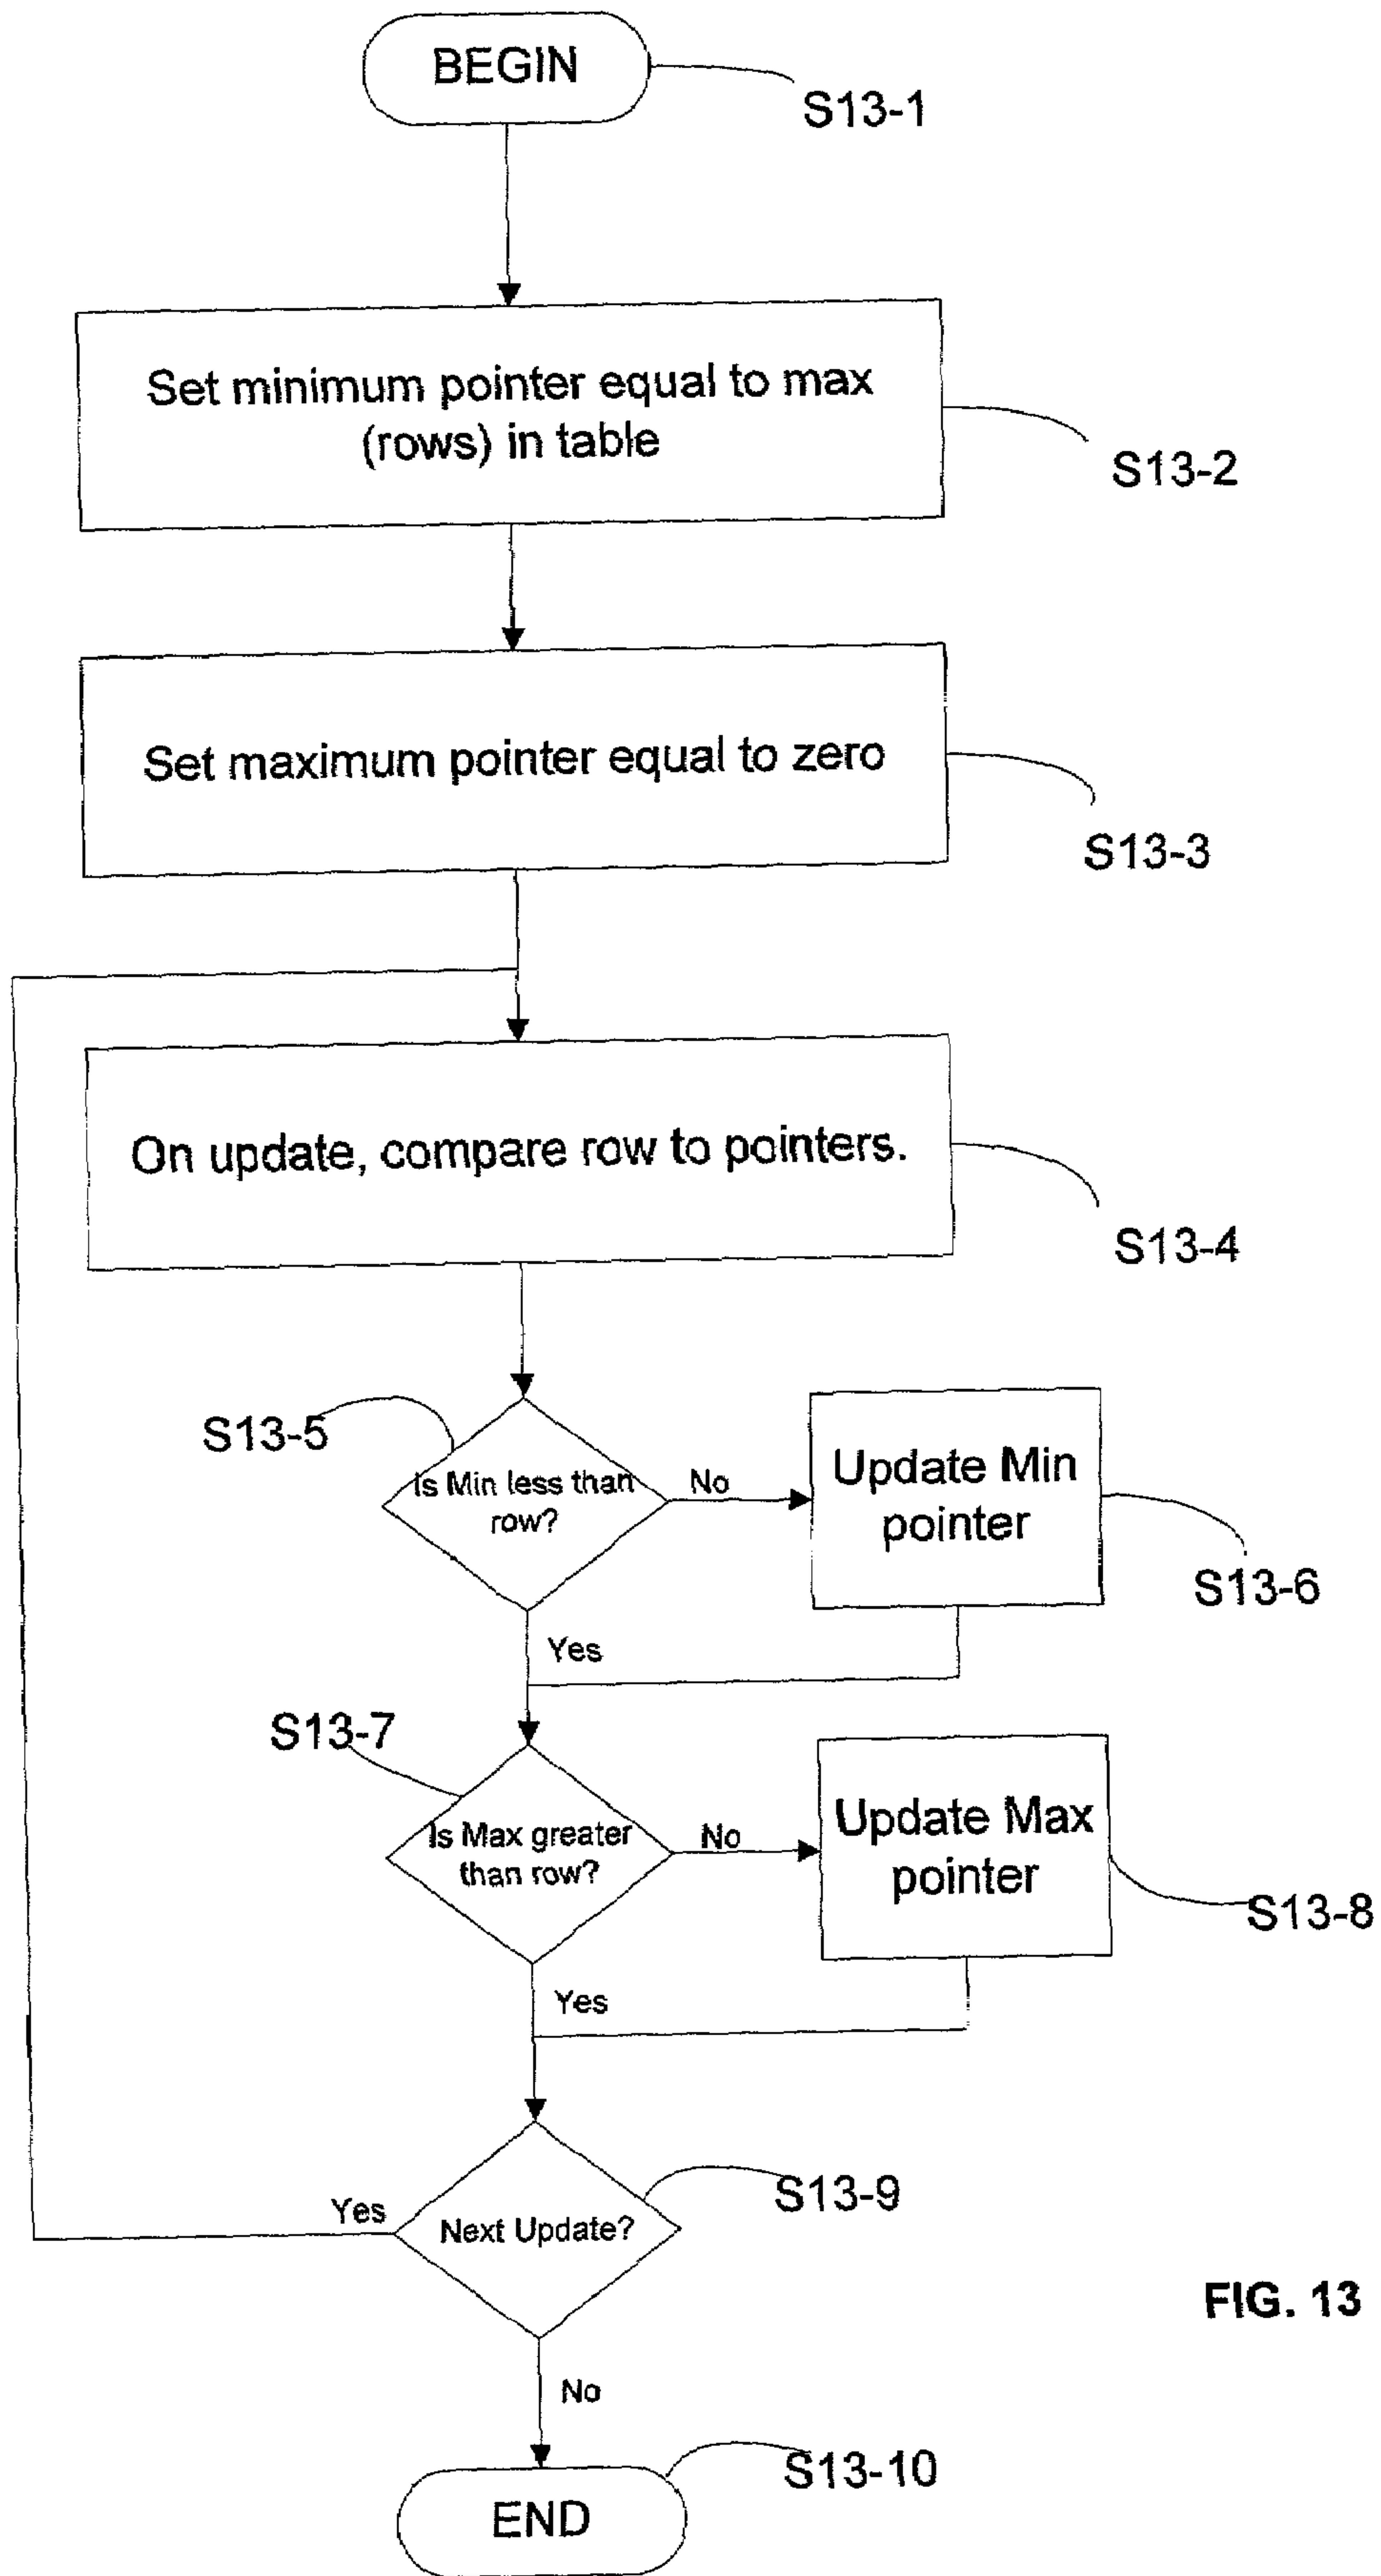 BEGIN
S13-1
Set minimum pointer equal to max
(rows) in table
S13-2
Set maximum pointer equal to zero
S13-3
On update, compare row to pointers.
S13-4
S13-5
Is Min less than
row?
No
Update Min
pointer
S13-6
Yes
S13-7
Is Max greater
than row?
No
Update Max
pointer
S13-8
Yes
S13-9
Next Update?
Yes
FIG. 13
No
S13-10
END